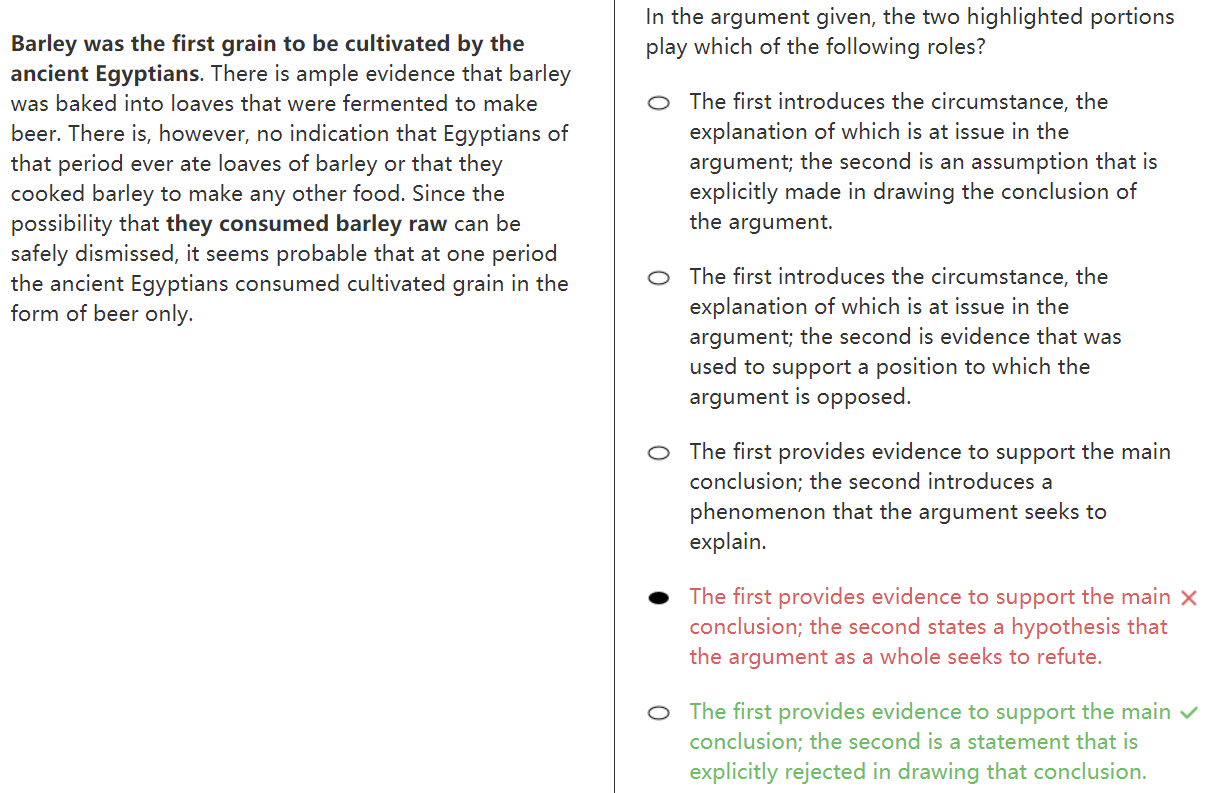 Barley was the first grain to be cultivated by the
ancient Egyptians. There is ample evidence that barley
was baked into loaves that were fermented to make
beer. There is, however, no indication that Egyptians of
that period ever ate loaves of barley or that they
cooked barley to make any other food. Since the
possibility that they consumed barley raw can be
safely dismissed, it seems probable that at one period
the ancient Egyptians consumed cultivated grain in the
form of beer only.
In the argument given, the two highlighted portions
play which of the following roles?
The first introduces the circumstance, the
explanation of which is at issue in the
argument; the second is an assumption that is
explicitly made in drawing the conclusion of
the argument.
The first introduces the circumstance, the
explanation of which is at issue in the
argument; the second is evidence that was
used to support a position to which the
argument is opposed.
The first provides evidence to support the main
conclusion; the second introduces a
phenomenon that the argument seeks to
explain.
The first provides evidence to support the main
conclusion; the second states a hypothesis that
the argument as a whole seeks to refute.
The first provides evidence to support the main
conclusion; the second is a statement that is
explicitly rejected in drawing that conclusion.